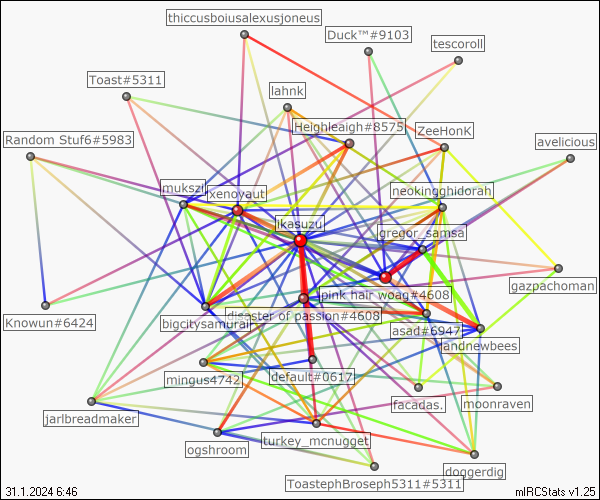 thiccusboiusalexusjoneus
Duck™#9103
tescoroll
Toast#5311
lahnk
Heighleaigh#8575
ZeeHonK
Random Stuf6#5983
avelicious
mukszi
xenoyaut
neokingghidorah
ikasuzu
gregor_samsa
gazpachoman
pink hair woag#4608
Knowun#6424
bigcitysamurai
disaster of passion#4608
asad#6947
andnewbees
mingus4742
default#0617
facadas.
moonraven
jarlbreadmaker
ogshroom
turkey_mcnugget
doggerdig
ToastephBroseph5311#5311
31.1.2024 6:46
mIRCStats v1.25